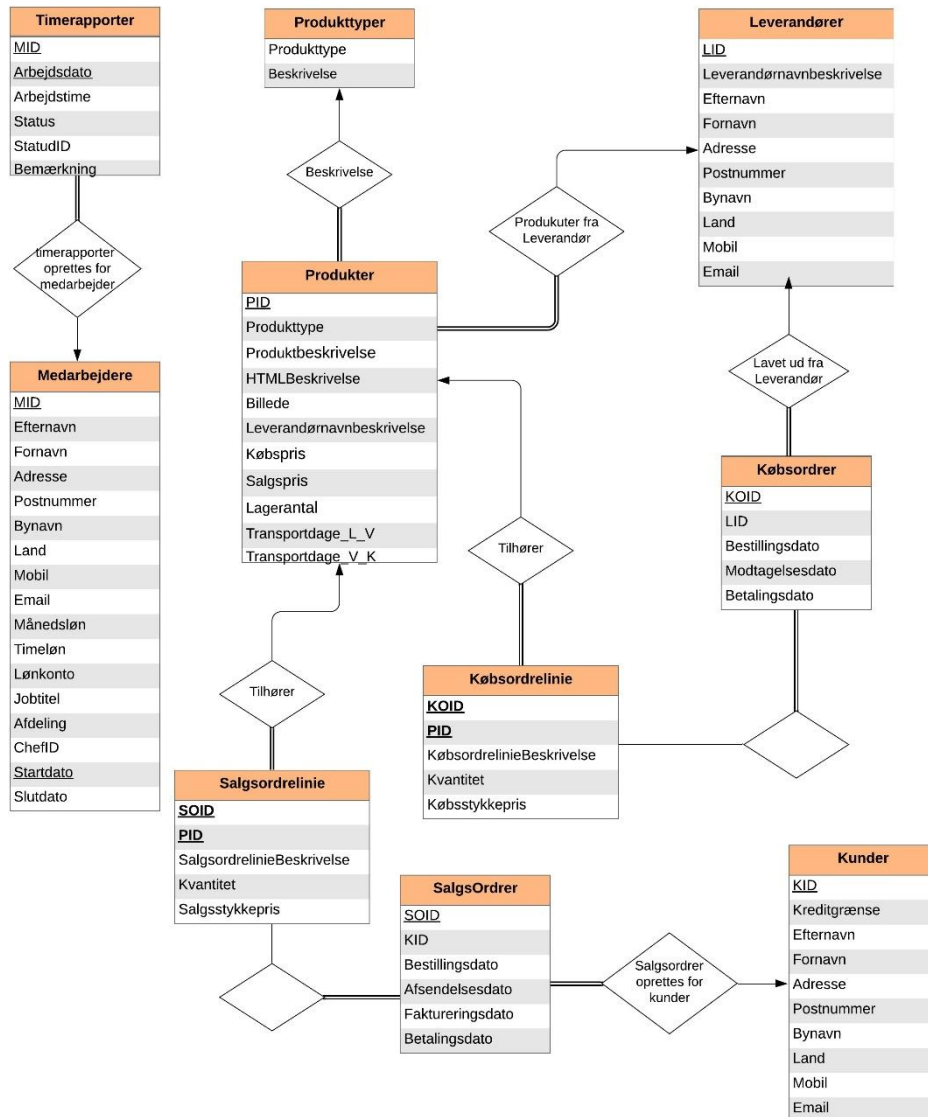 Timerapporter
MID
Arbejdsdato
Arbejdstime
Status
StatudID
Bemærkning
timerapporter
oprettes for
medarbejder
Medarbejdere
MID
Efternavn
Fornavn
Adresse
Postnummer
Bynavn
Land
Mobil
Email
Månedsløn
Timeløn
Lønkonto
Jobtitel
Afdeling
ChefID
Startdato
Slutdato
Produkttyper
Produkttype
Beskrivelse
Beskrivelse
Produkter
PID
Produkttype
Produktbeskrivelse
HTMLBeskrivelse
Billede
Leverandørnavnbeskrivelse
Købspris
Salgspris
Lagerantal
Transportdage_L_V
Transportdage_V_K
Produkuter fra
Leverandør
Leverandører
LID
Leverandørnavnbeskrivelse
Efternavn
Fornavn
Adresse
Postnummer
Bynavn
Land
Mobil
Email
Lavet ud fra
Leverandør
Købsordrer
KOID
LID
Bestillingsdato
Modtagelsesdato
Betalingsdato
Tilhører
Købsordrelinie
KOID
PID
KøbsordrelinieBeskrivelse
Kvantitet
Købsstykkepris
Tilhører
Salgsordrelinie
SOID
PID
SalgsordrelinieBeskrivelse
Kvantitet
Salgsstykkepris
SalgsOrdrer
SOID
KID
Bestillingsdato
Afsendelsesdato
Faktureringsdato
Betalingsdato
Salgsordrer
oprettes for
kunder
Kunder
KID
Kreditgrænse
Efternavn
Fornavn
Adresse
Postnummer
Bynavn
Land
Mobil
Email